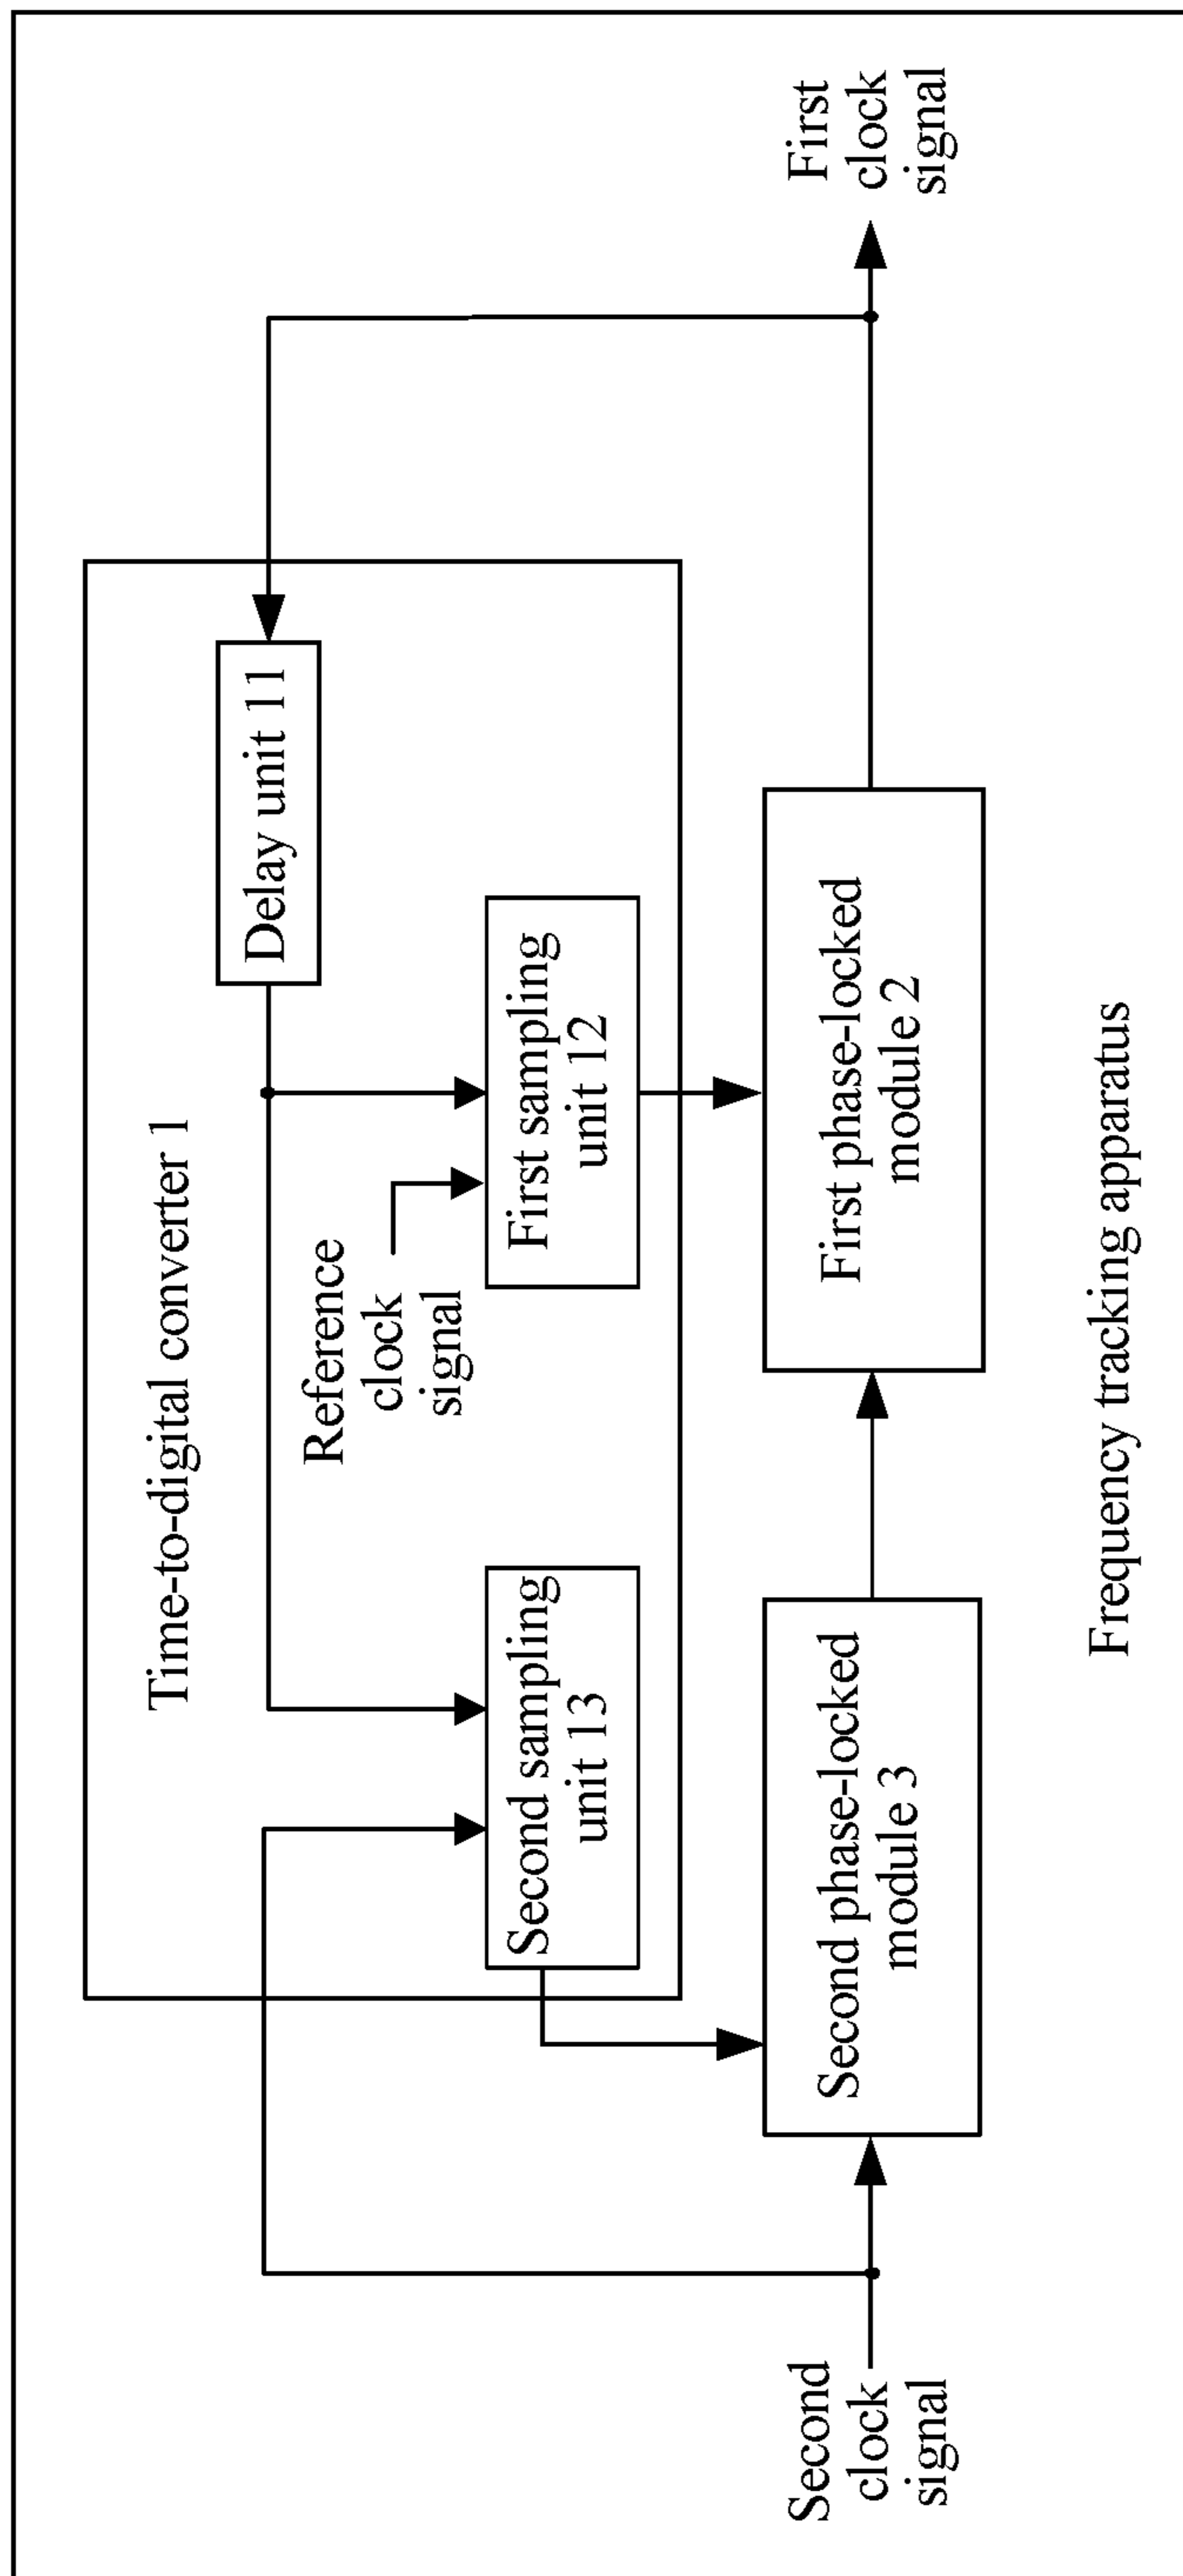 Time-to-digital converter 1
Delay unit 11
Reference
clock
signal
Second sampling
unit 13
First sampling
unit 12
Second
clock
signal
Second phase-locked
module 3
First phase-locked
module 2
First
clock
signal
Frequency tracking apparatus